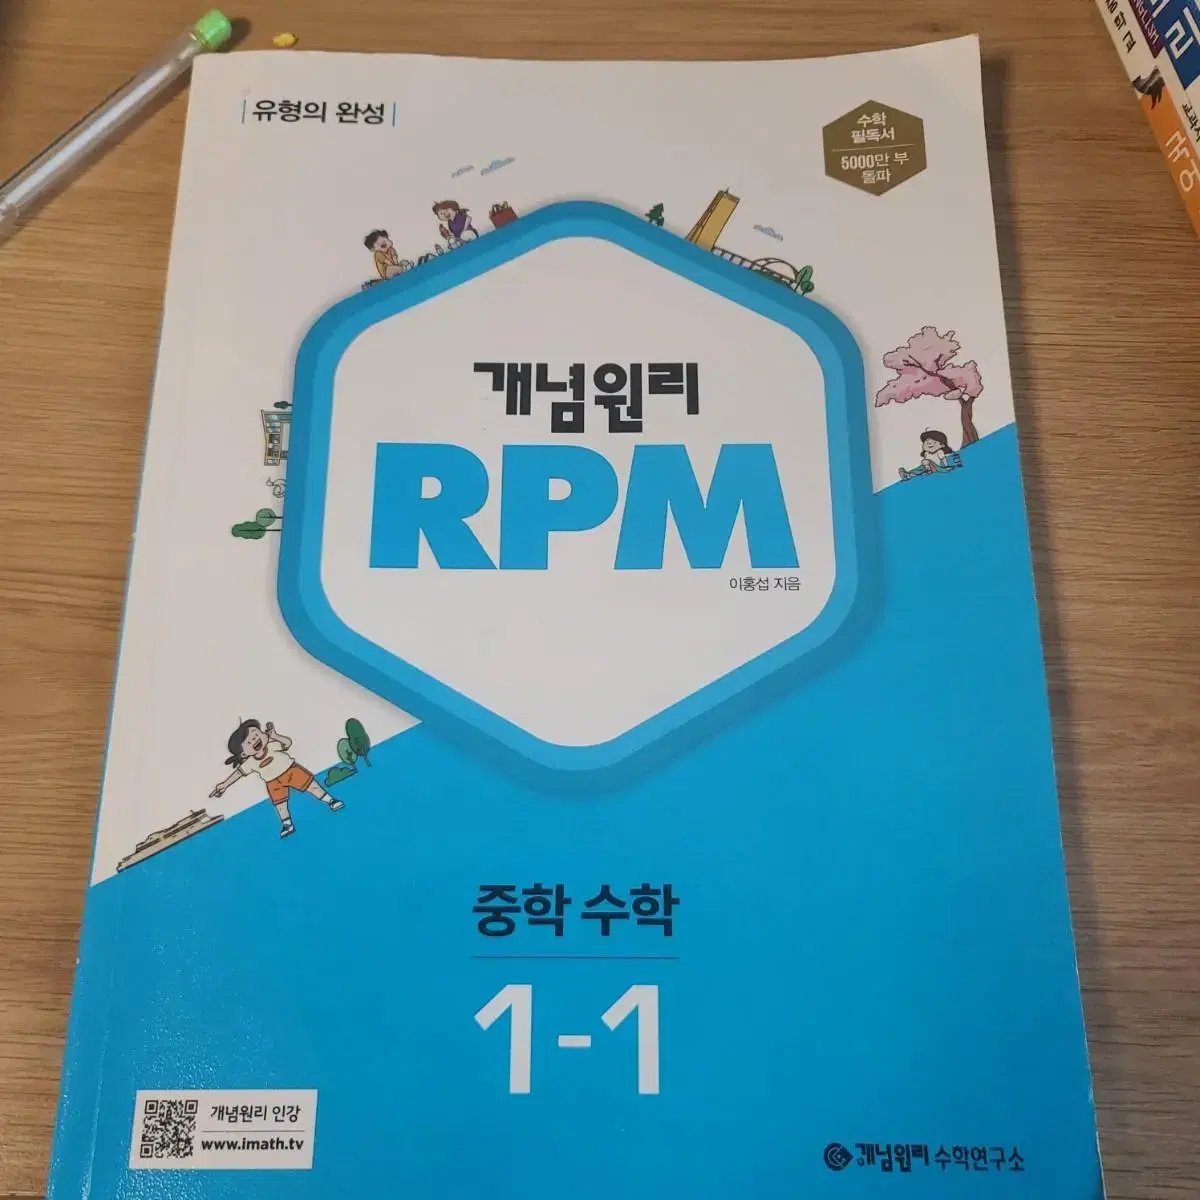 유형의 완성
수학
필독서
5000만 부
돌파
개념원리
RPM
이홍섭 지음
중학 수학
1-1
개념원리 인강
www.imath.tv
개념원리 수학연구소